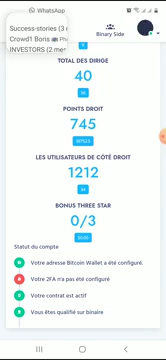 WhatsApp
Success-stories (3
Crowd1 Boris
INVESTORS (2
Binary Side
TOTAL DES DIRIGE
40
POINTS DROIT
745
LES UTILISATEURS DE CÔTÉ DROIT
1212
BONUS THREE STAR
0/3
Statut du compte
Votre adresse Bitcoin Wallet a été configuré.
Votre 2FA n'a pas été configuré
Votre contrat est actif
Vous êtes qualifié sur binaire